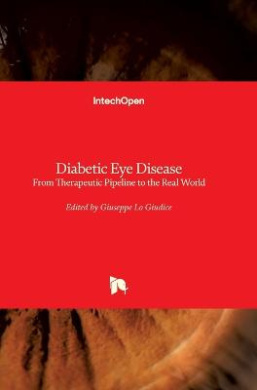 IntechOpen
Diabetic Eye Disease
From Therapeutic Pipeline to the Real World
Edited by Giuseppe Lo Giudice